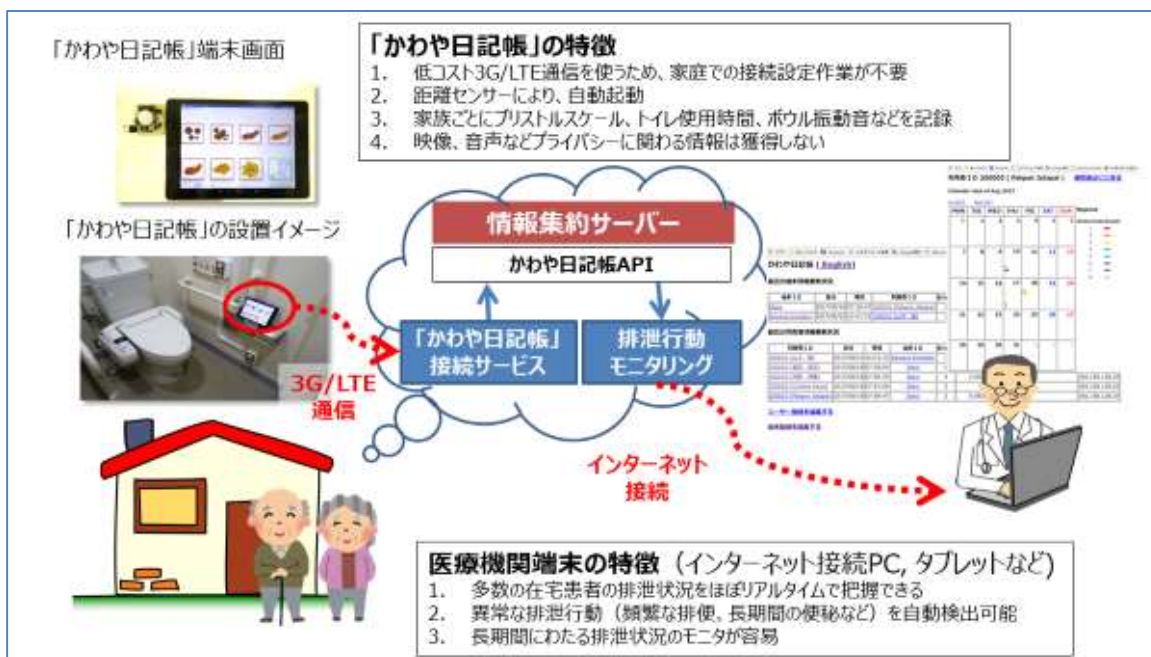 「かわや日記帳」端末画面
「かわや日記帳」の特徴
1. 低コスト3G/LTE通信を使うため、家庭での接続設定作業が不要
2. 距離センサーにより、自動起動
3. 家族ごとにブリストルスケール、トイレ使用時間、ボウル振動音などを記録
4. 映像、音声などプライバシーに関わる情報は獲得しない
「かわや日記帳」の設置イメージ
情報集約サーバー
かわや日記帳API
「かわや日記帳」
接続サービス
排泄行動
モニタリング
3G/LTE
通信
インターネット
接続
かわや日記帳 [ English]
医療機関端末の特徴（インターネット接続PC, タブレットなど)
1. 多数の在宅患者の排泄状況をほぼリアルタイムで把握できる
2. 異常な排泄行動（頻繁な排便、長期間の便秘など）を自動検出可能
3. 長期間にわたる排泄状況のモニタが容易